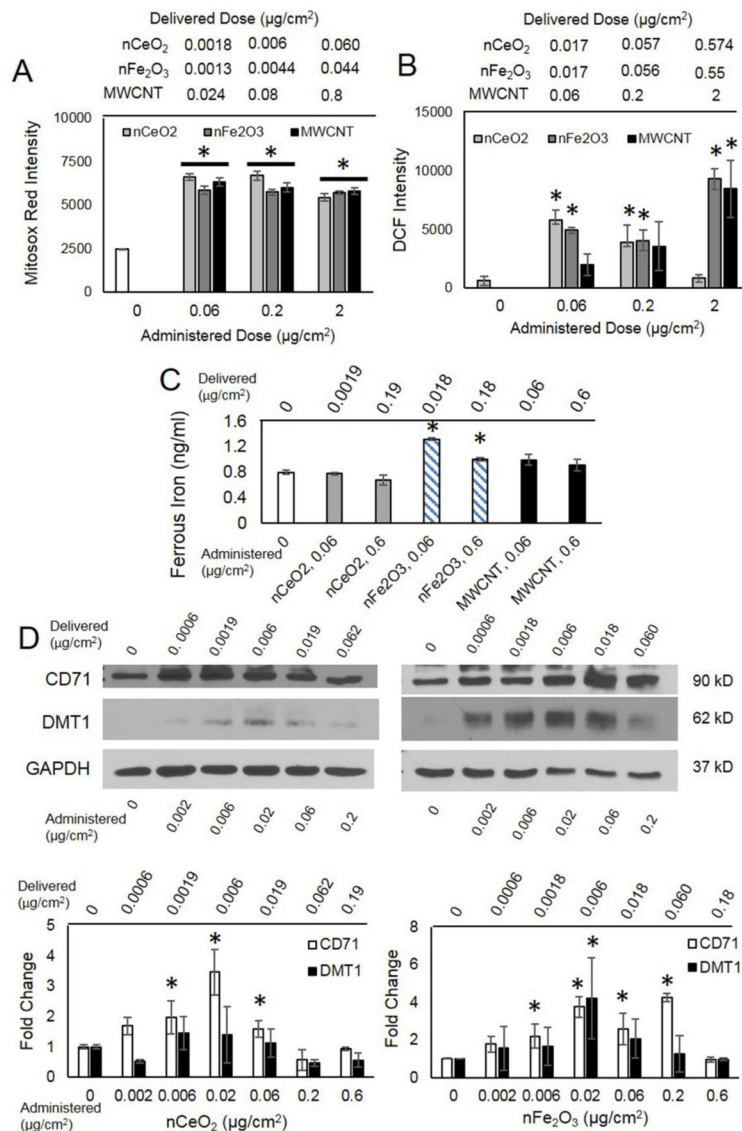 Delivered Dose (µg/cm²)
nCeO₂ 0.0018 0.006 0.060
nFe₂O₃ 0.0013 0.0044 0.044
MWCNT 0.024 0.08 0.8
A
10000
7500
5000
2500
0
Mitosox Red Intensity
nCeO2 nFe2O3 MWCNT
* * *
0 0.06 0.2 2
Administered Dose (µg/cm²)
Delivered Dose (µg/cm²)
nCeO₂ 0.017 0.057 0.574
nFe₂O₃ 0.017 0.056 0.55
MWCNT 0.06 0.2 2
B
15000
10000
5000
0
DCF Intensity
nCeO2 nFe2O3 MWCNT
* * * * * *
0 0.06 0.2 2
Administered Dose (µg/cm²)
C
Delivered (µg/cm²)
0 0.0019 0.19 0.018 0.18 0.06 0.6
1.6
1.2
0.8
0.4
0
Ferrous Iron (ng/ml)
* *
Administered (µg/cm²)
0 nCeO2, 0.06 nCeO2, 0.6 nFe2O3, 0.06 nFe2O3, 0.6 MWCNT, 0.06 MWCNT, 0.6
D
Delivered (µg/cm²)
0 0. 0006 0.0019 0.006 0.019 0.062
0 0.0006 0.0018 0.006 0.018 0.060
CD71 90 kD
DMT1 62 kD
GAPDH 37 kD
Administered (µg/cm²)
0 0.002 0.006 0.02 0.06 0.2
0 0.002 0.006 0.02 0.06 0.2
Delivered (µg/cm²)
0 0.0006 0.0019 0.006 0.019 0.062 0.19
5
4
3
2
1
0
Fold Change
CD71
DMT1
* * *
0 0.002 0.006 0.02 0.06 0.2 0.6
Administered (µg/cm²)
nCeO₂ (µg/cm²)
0 0.0006 0.0018 0.006 0.018 0.060 0.18
8
6
4
2
0
Fold Change
CD71
DMT1
* * * * *
0 0.002 0.006 0.02 0.06 0.2 0.6
nFe₂O₃ (µg/cm²)